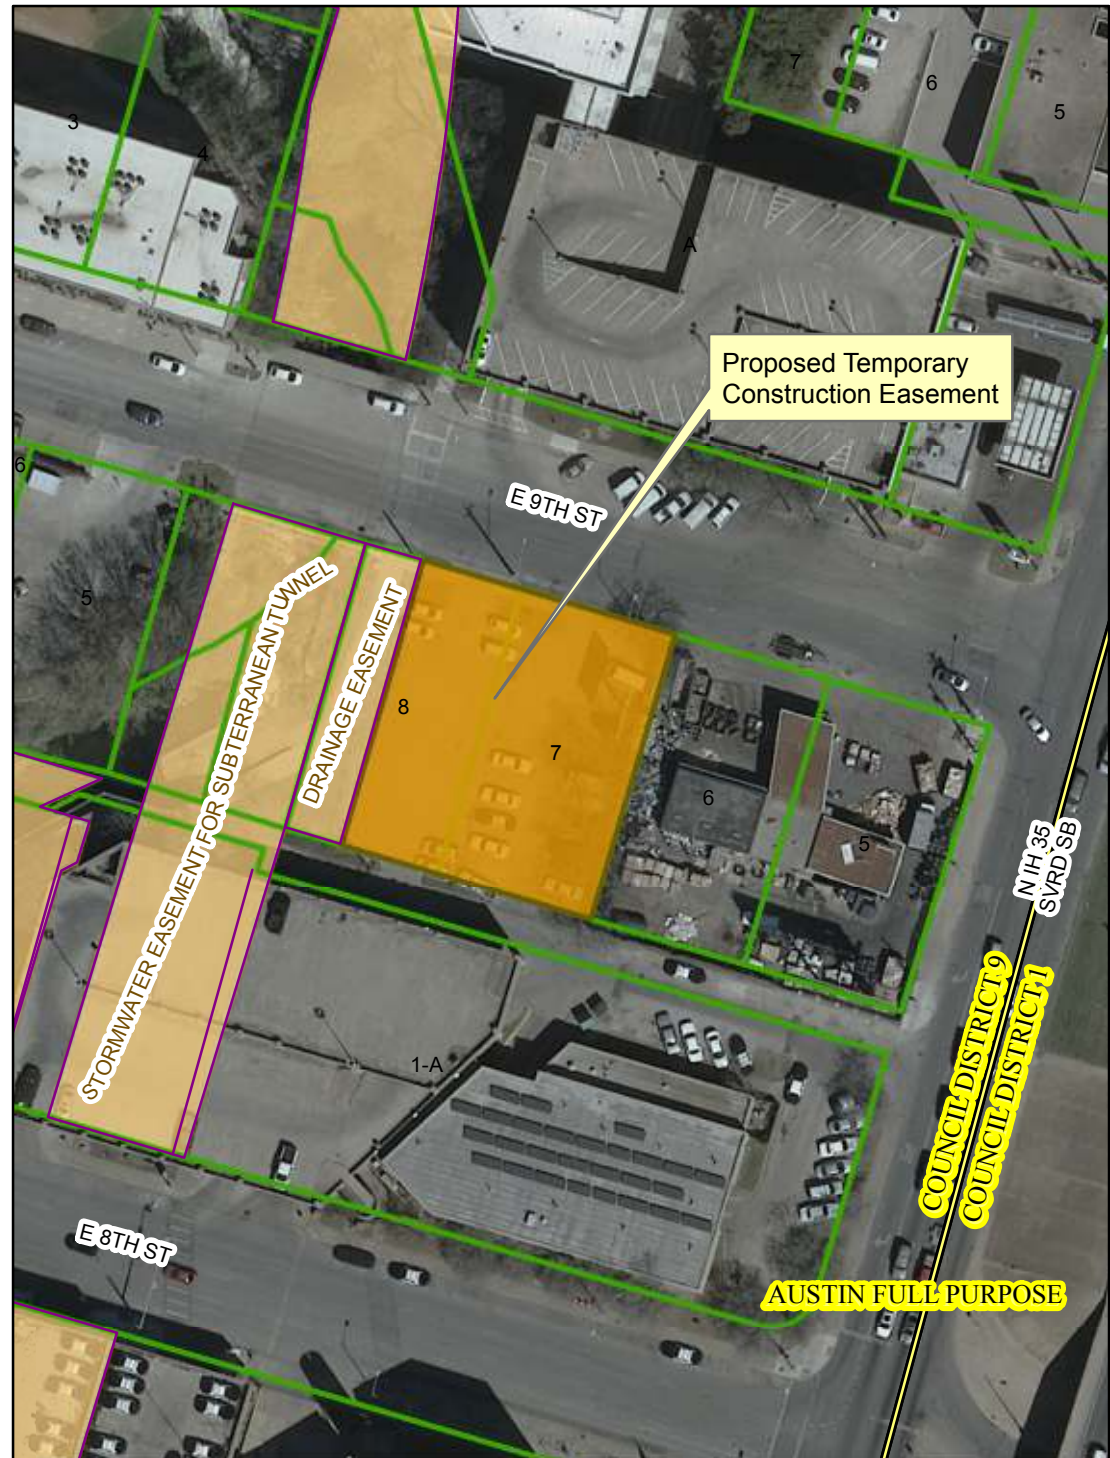 7
6
5
3
4
A
Proposed Temporary
Construction Easement
6
E 9TH ST
5
STORMWATER EASEMENT FOR SUBTERRANEAN TUNNEL
DRAINAGE EASEMENT
8
7
6
5
N IH 35
SVRD SB
COUNCIL DISTRICT 9
COUNCIL DISTRICT 1
1-A
E 8TH ST
AUSTIN FULL PURPOSE